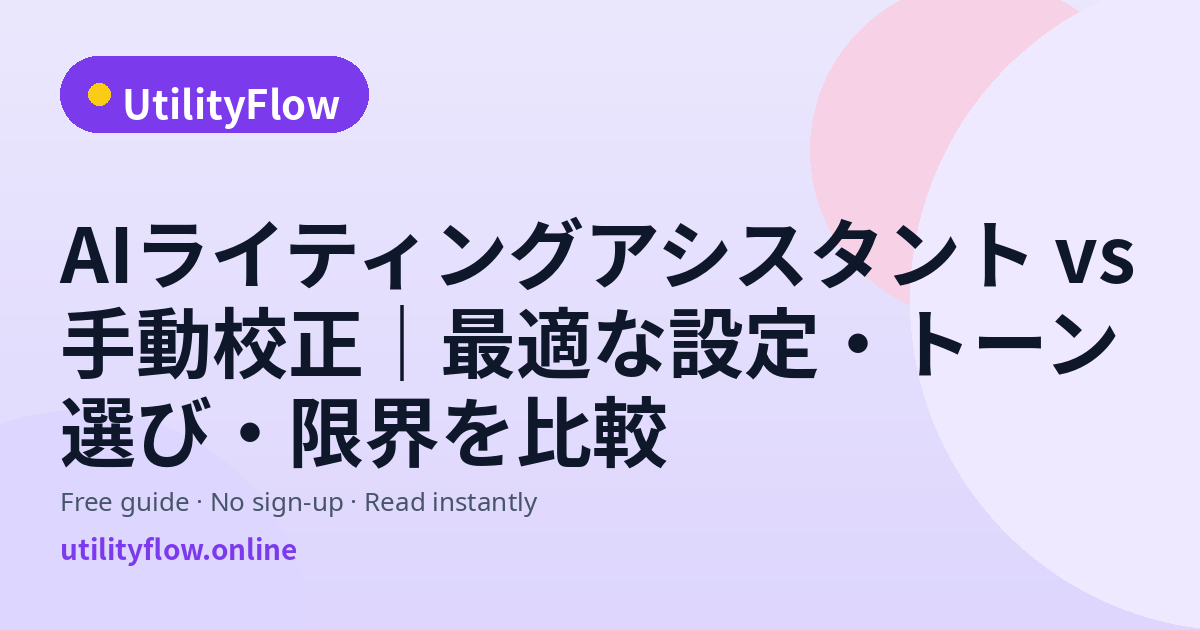 UtilityFlow
AIライティングアシスタント vs
手動校正｜最適な設定・トーン
選び・限界を比較
Free guide · No sign-up · Read instantly
utilityflow.online